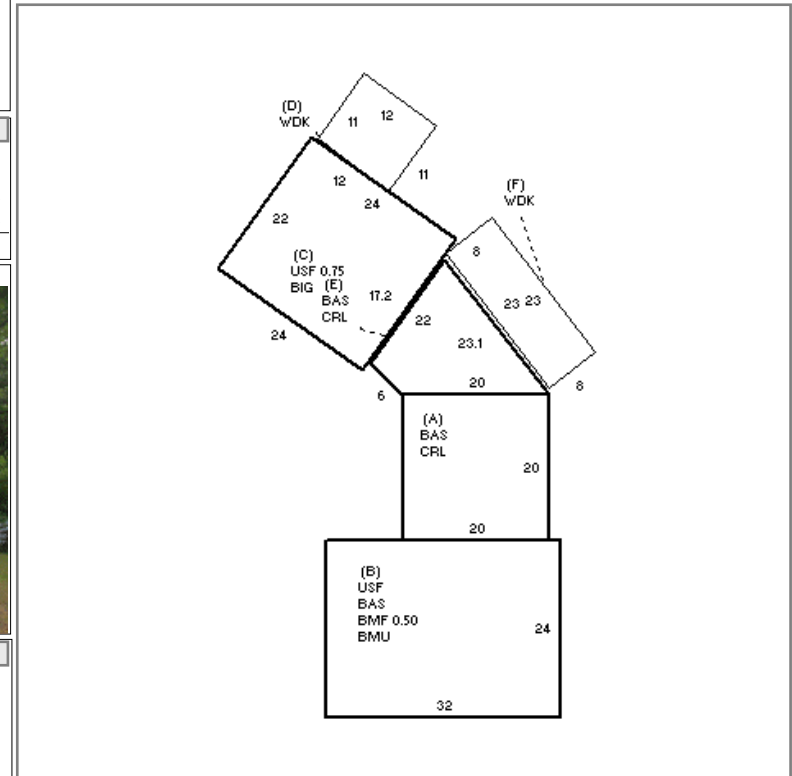 (D)
WDK
11
12
11
12
24
(F)
WDK
22
8
(C)
USF 0.75
BIG
(E)
BAS
CRL
17.2
22
23 23
23.1
24
20
8
6
(A)
BAS
CRL
20
20
(B)
USF
BAS
BMF 0.50
BMU
24
32